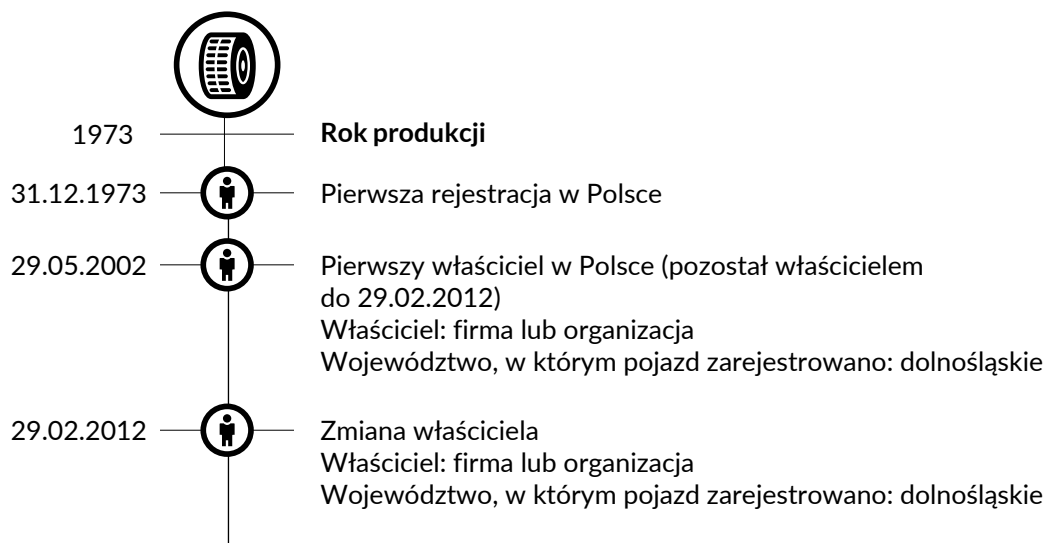 1973 Rok produkcji
31.12.1973 Pierwsza rejestracja w Polsce
29.05.2002 Pierwszy właściciel w Polsce (pozostał właścicielem
do 29.02.2012)
Właściciel: firma lub organizacja
Województwo, w którym pojazd zarejestrowano: dolnośląskie
29.02.2012 Zmiana właściciela
Właściciel: firma lub organizacja
Województwo, w którym pojazd zarejestrowano: dolnośląskie